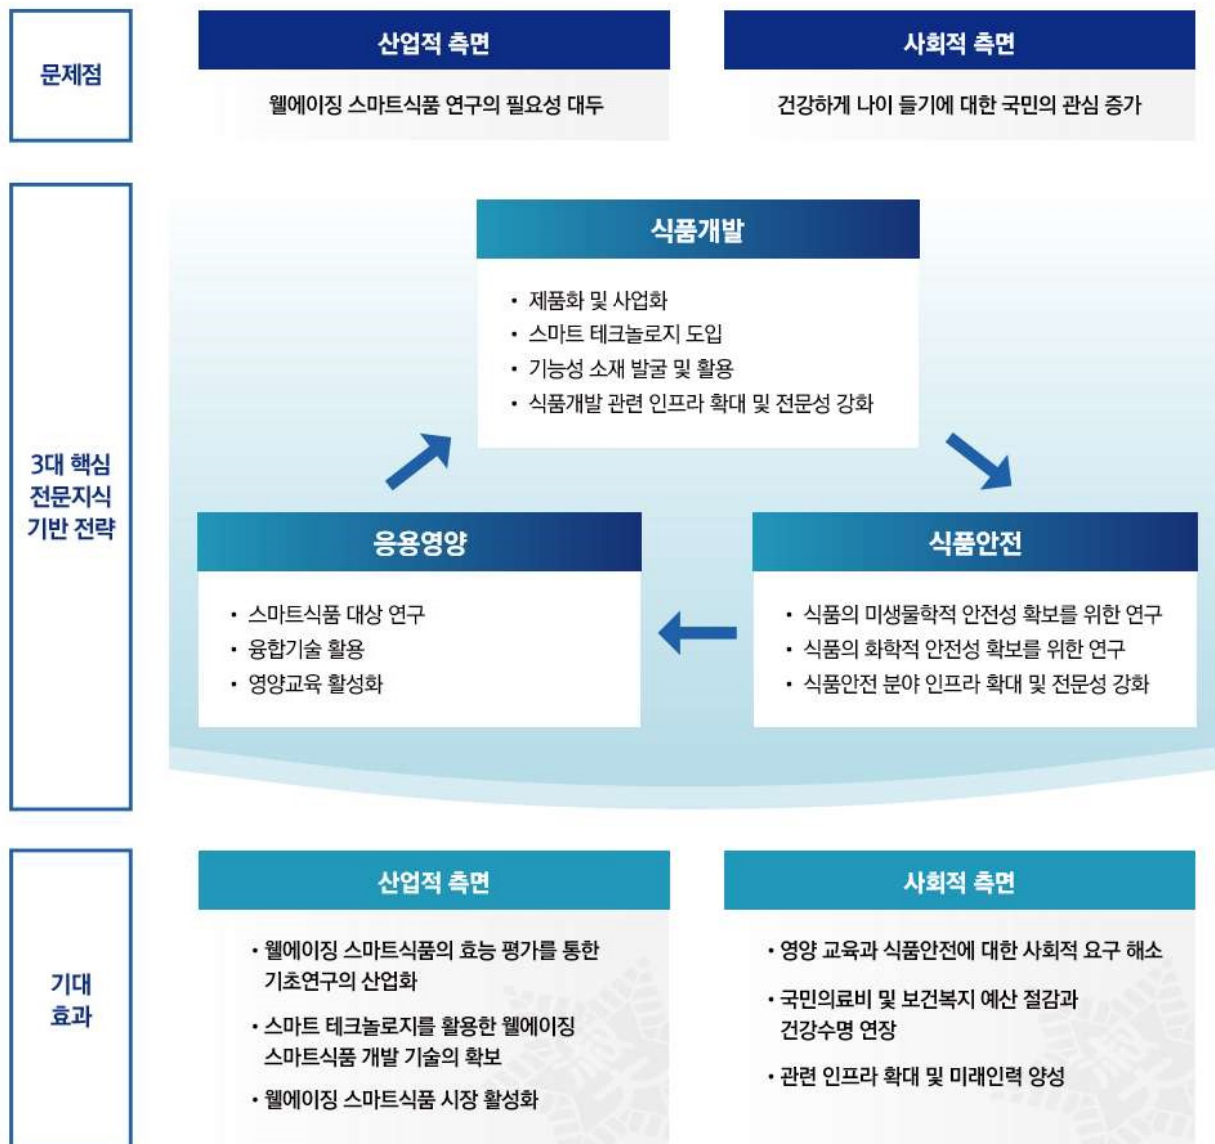 문제점
산업적 측면
웰에이징 스마트식품 연구의 필요성 대두
사회적 측면
건강하게 나이 들기에 대한 국민의 관심 증가
3대 핵심
전문지식
기반 전략
식품개발
• 제품화 및 사업화
• 스마트 테크놀로지 도입
• 기능성 소재 발굴 및 활용
• 식품개발 관련 인프라 확대 및 전문성 강화
응용영양
• 스마트식품 대상 연구
• 융합기술 활용
• 영양교육 활성화
식품안전
• 식품의 미생물학적 안전성 확보를 위한 연구
• 식품의 화학적 안전성 확보를 위한 연구
• 식품안전 분야 인프라 확대 및 전문성 강화
기대
효과
산업적 측면
• 웰에이징 스마트식품의 효능 평가를 통한
기초연구의 산업화
• 스마트 테크놀로지를 활용한 웰에이징
스마트식품 개발 기술의 확보
• 웰에이징 스마트식품 시장 활성화
사회적 측면
• 영양 교육과 식품안전에 대한 사회적 요구 해소
• 국민의료비 및 보건복지 예산 절감과
건강수명 연장
• 관련 인프라 확대 및 미래인력 양성